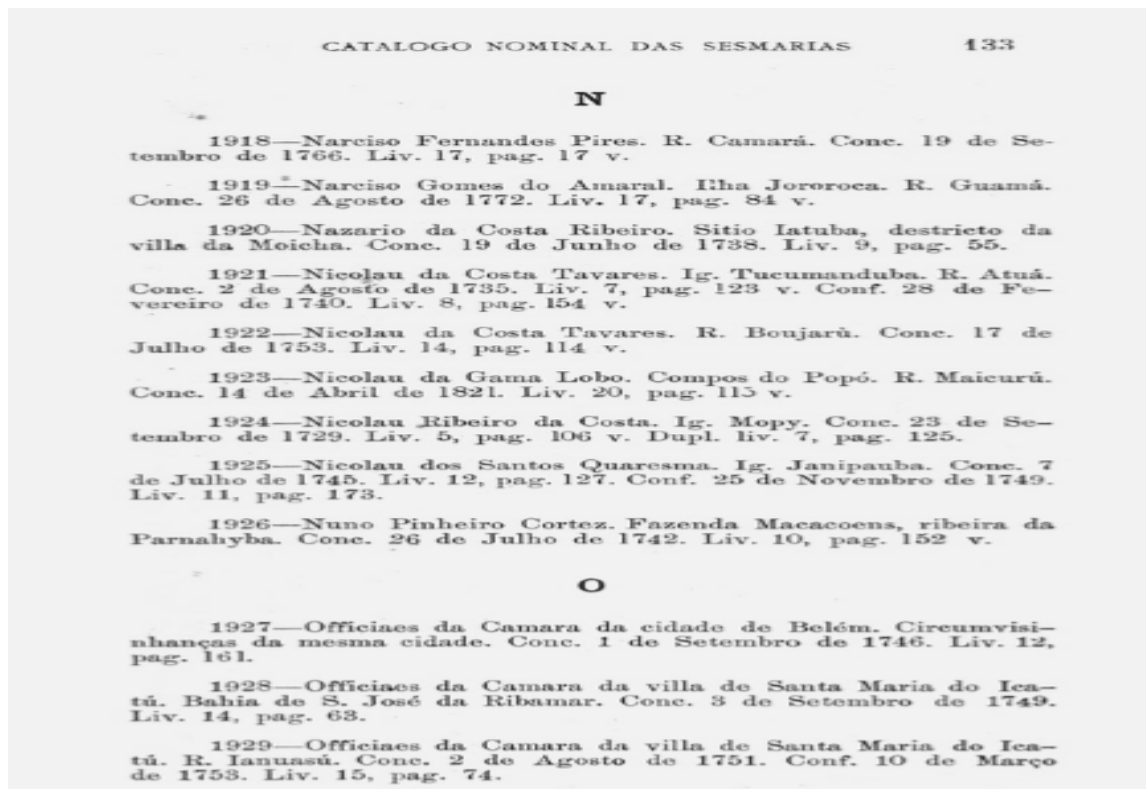 CATALOGO NOMINAL DAS SESMARIAS 133
N
1918—Narciso Fernandes Pires. R. Camará. Conc. 19 de Se-
tembro de 1766. Liv. 17, pag. 17 v.
1919—Narciso Gomes do Amaral. Ilha Jororoca. R. Guamá.
Conc. 26 de Agosto de 1772. Liv. 17, pag. 84 v.
1920—Nazario da Costa Ribeiro. Sitio Iatuba, destricto da
villa da Moicha. Conc. 19 de Junho de 1738. Liv. 9, pag. 55.
1921—Nicolau da Costa Tavares. Ig. Tucumanduba. R. Atuá.
Conc. 2 de Agosto de 1735. Liv. 7, pag. 123 v. Conf. 28 de Fe-
vereiro de 1740. Liv. 8, pag. 154 v.
1922—Nicolau da Costa Tavares. R. Boujarù. Conc. 17 de
Julho de 1753. Liv. 14, pag. 114 v.
1923—Nicolau da Gama Lobo. Compos do Popó. R. Maicurú.
Conc. 14 de Abril de 1821. Liv. 20, pag. 115 v.
1924—Nicolau Ribeiro da Costa. Ig. Mopy. Conc. 23 de Se-
tembro de 1729. Liv. 5, pag. 106 v. Dupl. liv. 7, pag. 125.
1925—Nicolau dos Santos Quaresma. Ig. Janipauba. Conc. 7
de Julho de 1745. Liv. 12, pag. 127. Conf. 25 de Novembro de 1749.
Liv. 11, pag. 173.
1926—Nuno Pinheiro Cortez. Fazenda Macacoens, ribeira da
Parnahyba. Conc. 26 de Julho de 1742. Liv. 10, pag. 152 v.
O
1927—Officiaes da Camara da cidade de Belém. Circumvisi-
nhanças da mesma cidade. Conc. 1 de Setembro de 1746. Liv. 12,
pag. 161.
1928—Officiaes da Camara da villa de Santa Maria do Ica-
tú. Bahia de S. José da Ribamar. Conc. 3 de Setembro de 1749.
Liv. 14, pag. 63.
1929—Officiaes da Camara da villa de Santa Maria do Ica-
tú. R. Ianuasú. Conc. 2 de Agosto de 1751. Conf. 10 de Março
de 1753. Liv. 15, pag. 74.